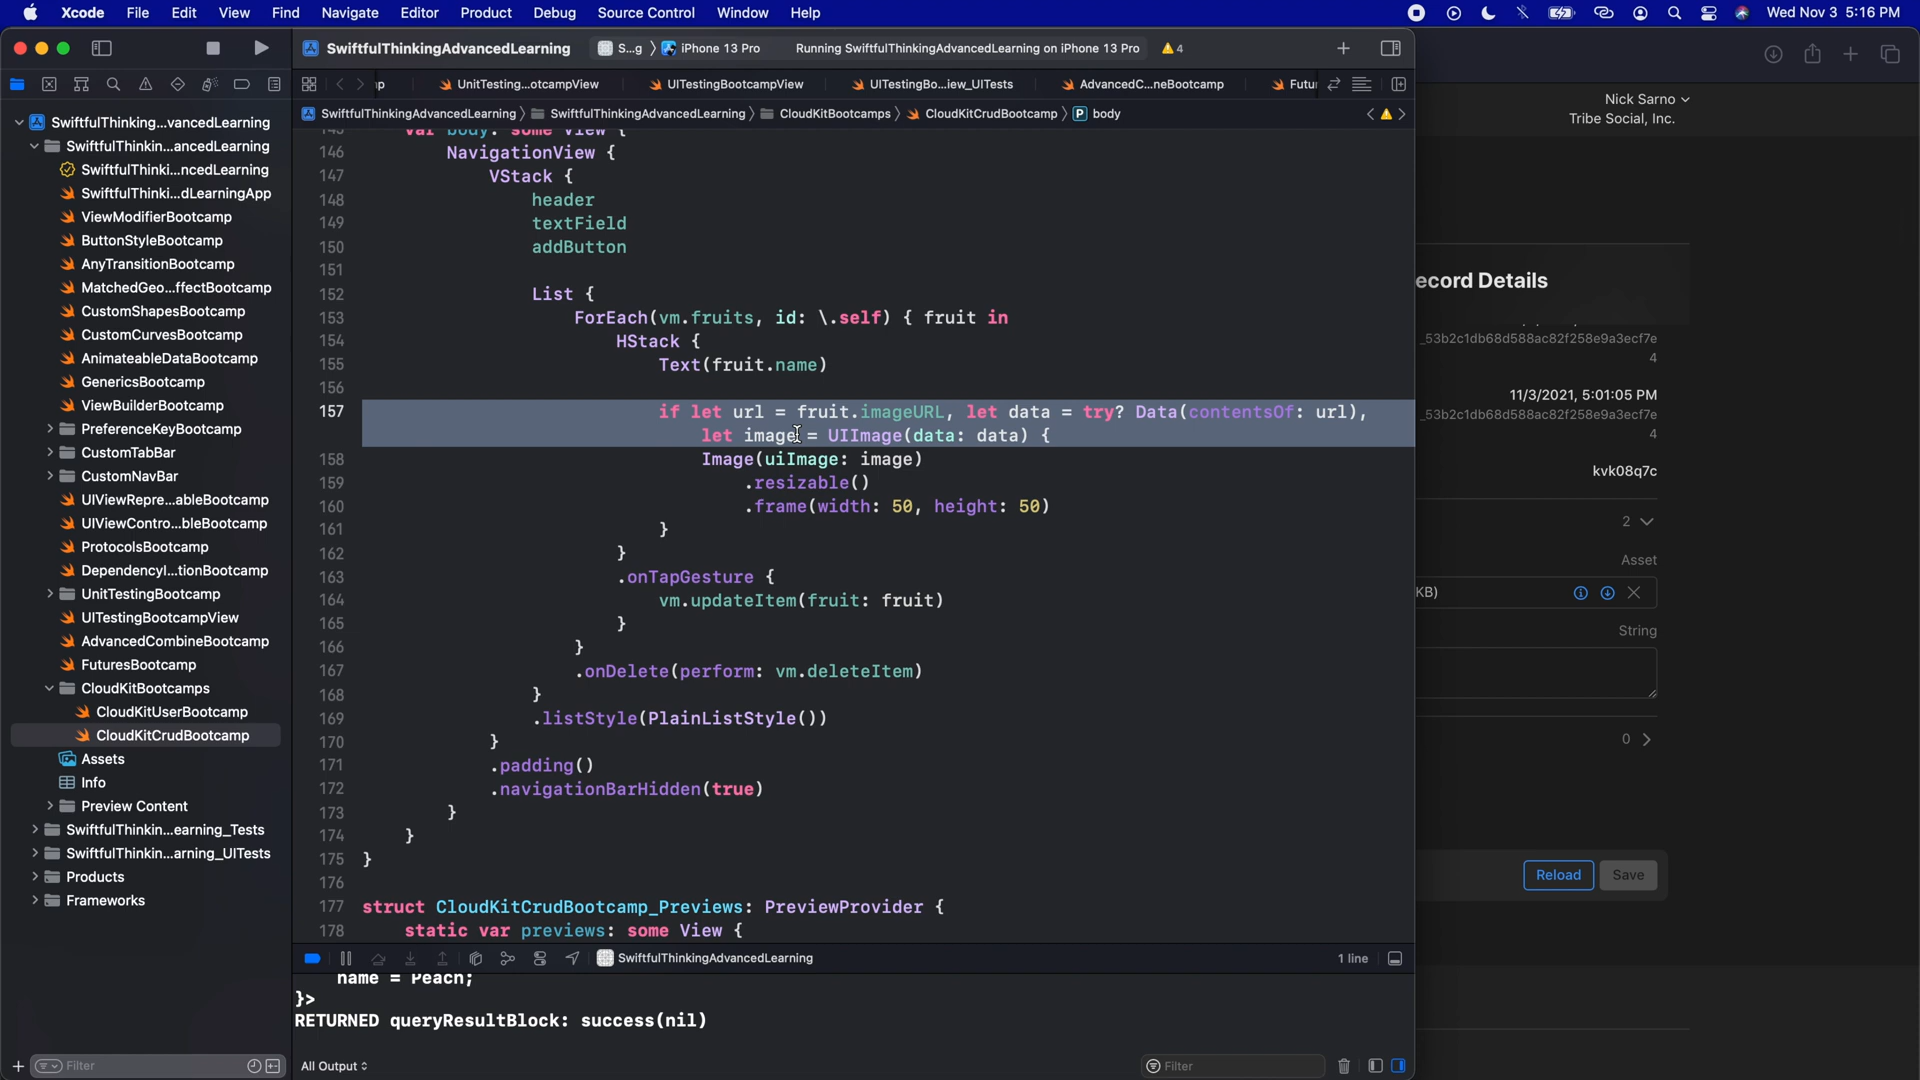 Xcode File Edit View Find Navigate Editor Product Debug Source Control Window Help Wed Nov 3 5:16 PM
SwiftfulThinkingAdvancedLearning S...g iPhone 13 Pro Running SwiftfulThinkingAdvancedLearning on iPhone 13 Pro 4
UnitTesting...otcampView UITestingBootcampView UITestingBo...iew_UITests AdvancedC...neBootcamp Futu
SwiftfulThinkingAdvancedLearning SwiftfulThinkingAdvancedLearning CloudKitBootcamps CloudKitCrudBootcamp P body
SwiftfulThinking...vancedLearning
SwiftfulThinkin...ancedLearning
SwiftfulThinki...ncedLearning
SwiftfulThinki...dLearningApp
ViewModifierBootcamp
ButtonStyleBootcamp
AnyTransitionBootcamp
MatchedGeo...ffectBootcamp
CustomShapesBootcamp
CustomCurvesBootcamp
AnimateableDataBootcamp
GenericsBootcamp
ViewBuilderBootcamp
PreferenceKeyBootcamp
CustomTabBar
CustomNavBar
UIViewRepre...ableBootcamp
UIViewContro...bleBootcamp
ProtocolsBootcamp
DependencyI...tionBootcamp
UnitTestingBootcamp
UITestingBootcampView
AdvancedCombineBootcamp
FuturesBootcamp
CloudKitBootcamps
CloudKitUserBootcamp
CloudKitCrudBootcamp
Assets
Info
Preview Content
SwiftfulThinkin...earning_Tests
SwiftfulThinkin...arning_UITests
Products
Frameworks
Filter
145 var body: some View {
146 NavigationView {
147 VStack {
148 header
149 textField
150 addButton
151
152 List {
153 ForEach(vm.fruits, id: \.self) { fruit in
154 HStack {
155 Text(fruit.name)
156
157 if let url = fruit.imageURL, let data = try? Data(contentsOf: url),
let image = UIImage(data: data) {
158 Image(uiImage: image)
159 .resizable()
160 .frame(width: 50, height: 50)
161 }
162 }
163 .onTapGesture {
164 vm.updateItem(fruit: fruit)
165 }
166 }
167 .onDelete(perform: vm.deleteItem)
168 }
169 .listStyle(PlainListStyle())
170 }
171 .padding()
172 .navigationBarHidden(true)
173 }
174 }
175 }
176
177 struct CloudKitCrudBootcamp_Previews: PreviewProvider {
178 static var previews: some View {
SwiftfulThinkingAdvancedLearning 1 line
name = Peach;
}>
RETURNED queryResultBlock: success(nil)
All Output Filter
Nick Sarno
Tribe Social, Inc.
ecord Details
_53b2c1db68d588ac82f258e9a3ecf7e
4
11/3/2021, 5:01:05 PM
_53b2c1db68d588ac82f258e9a3ecf7e
4
kvk08q7c
2
Asset
KB)
String
0
Reload Save